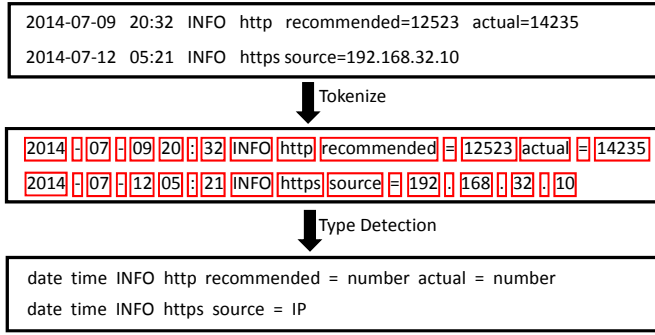 2014-07-09 20:32 INFO http recommended=12523 actual=14235
2014-07-12 05:21 INFO https source=192.168.32.10
Tokenize
2014 - 07 - 09 20 : 32 INFO http recommended = 12523 actual = 14235
2014 - 07 - 12 05 : 21 INFO https source = 192 . 168 . 32 . 10
Type Detection
date time INFO http recommended = number actual = number
date time INFO https source = IP